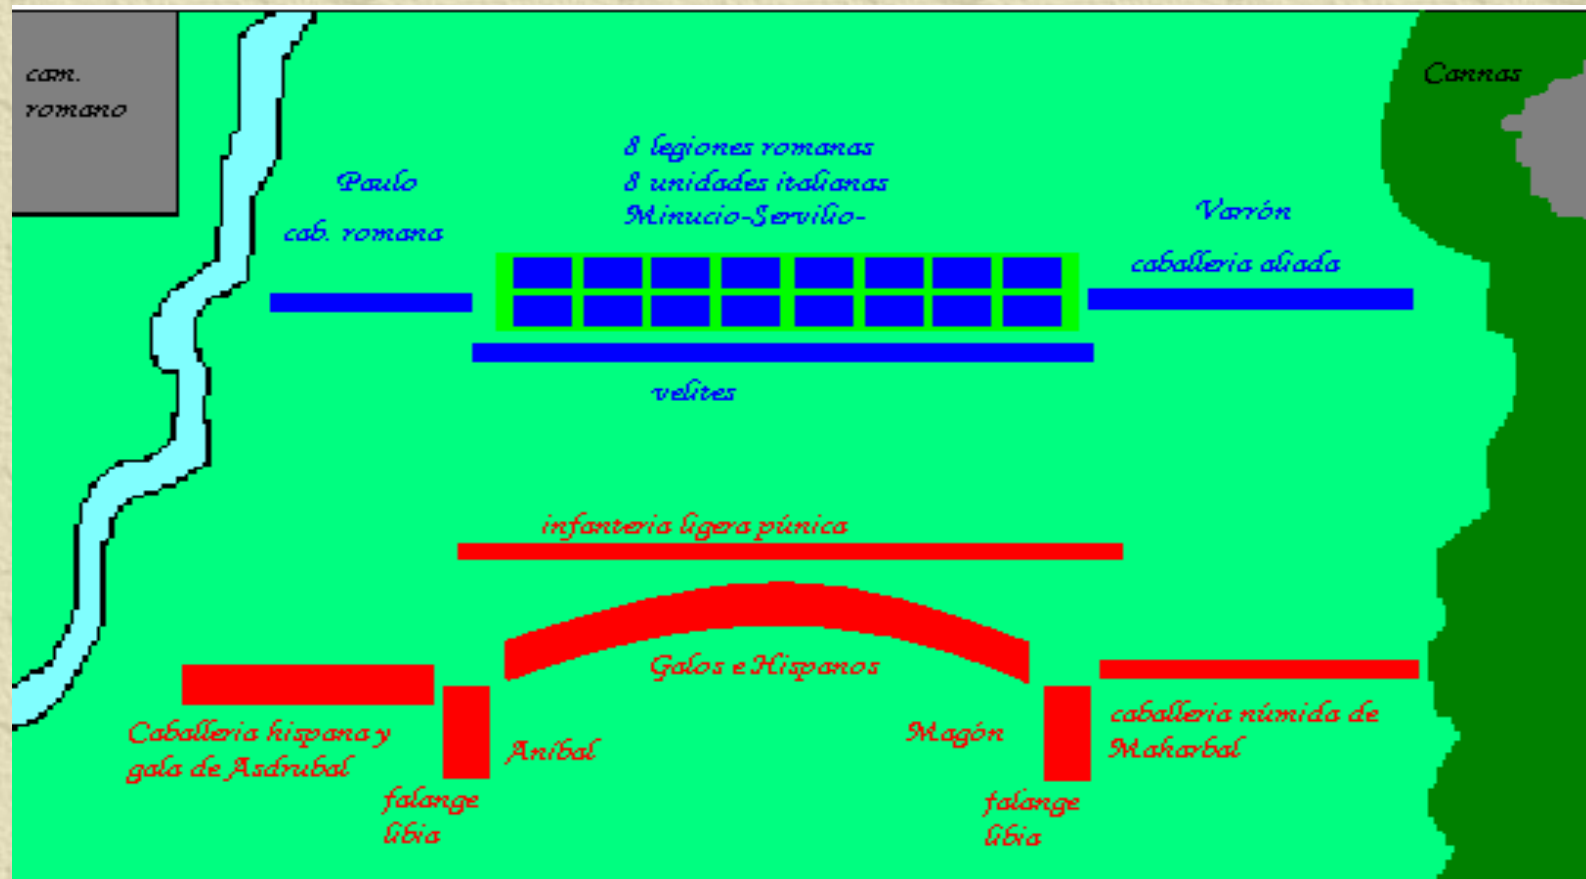 cam.
romano
Cannas
8 legiones romanas
8 unidades italianas
Minucio-Servilio-
Paulo
cab. romana
Varrón
caballeria aliada
velites
infanteria ligera púnica
Galos e Hispanos
Caballeria hispana y
gala de Asdrubal
Aníbal
falange
libia
Magón
falange
libia
caballeria númida de
Maharbal